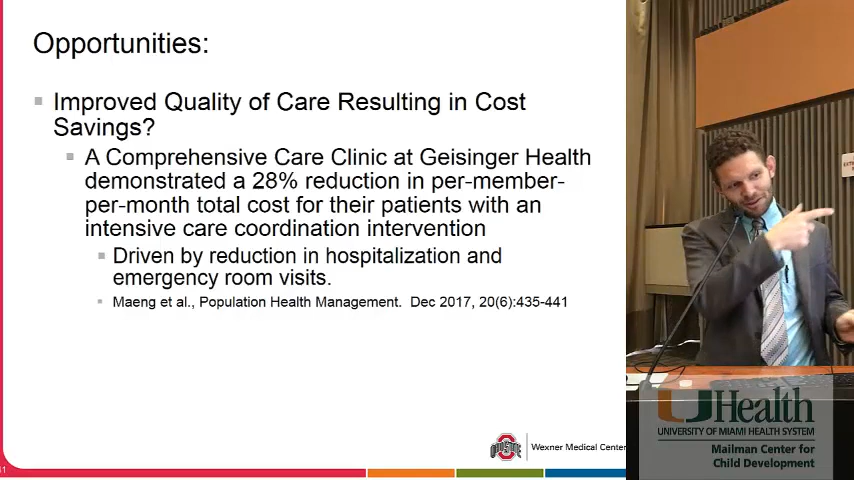 Opportunities:
Improved Quality of Care Resulting in Cost
Savings?
A Comprehensive Care Clinic at Geisinger Health
demonstrated a 28% reduction in per-member-
per-month total cost for their patients with an
intensive care coordination intervention
Driven by reduction in hospitalization and
emergency room visits.
Maeng et al., Population Health Management. Dec 2017, 20(6):435-441
OHIO STATE
Wexner Medical Center
UHealth
UNIVERSITY OF MIAMI HEALTH SYSTEM
Mailman Center for
Child Development